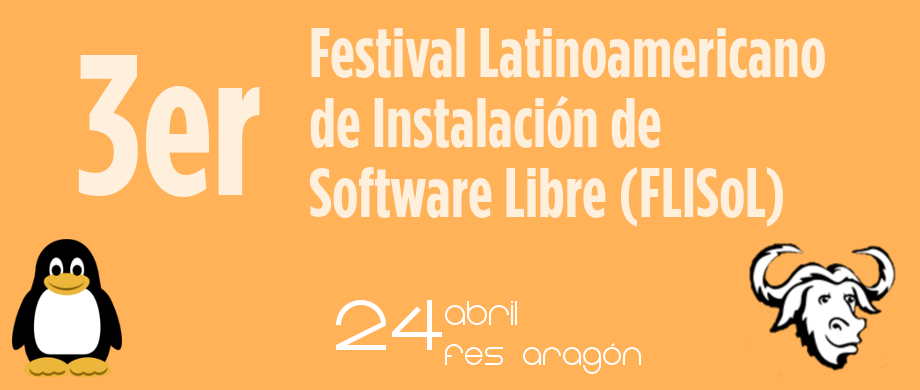 3er
Festival Latinoamericano
de Instalación de
Software Libre (FLISoL)
24 abril
fes aragón